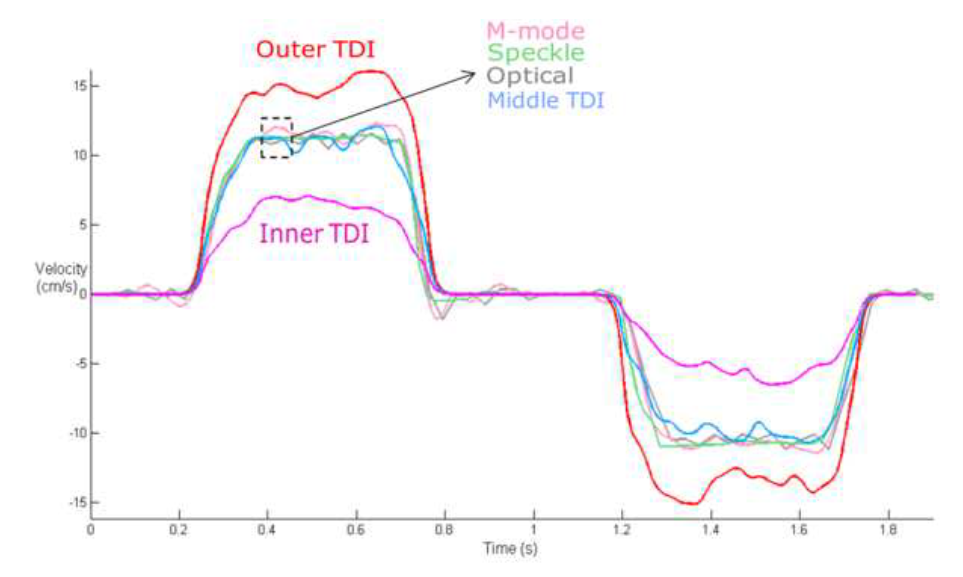 M-mode
Speckle
Optical
Middle TDI
Outer TDI
Inner TDI
Velocity
(cm/s)
15
10
5
0
-5
-10
-15
0 0.2 0.4 0.6 0.8 1 1.2 1.4 1.6 1.8
Time (s)